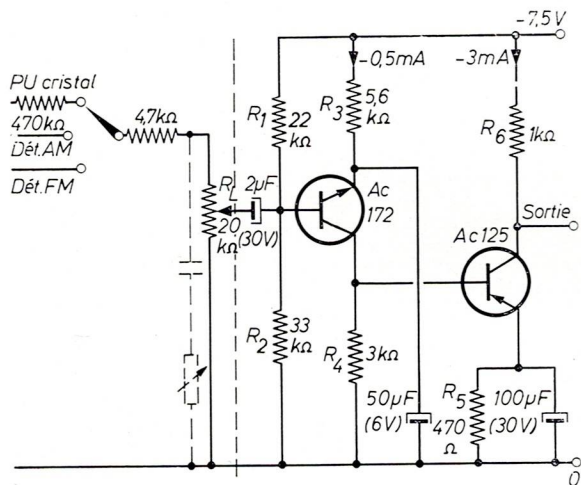 -7,5V
-0,5mA
-3mA
PU cristal
470kΩ
Dét.AM
Dét.FM
4,7kΩ
R1
22
kΩ
R3
5,6
kΩ
R6
1kΩ
RL
20
kΩ
2µF
(30V)
Ac
172
Sortie
Ac125
R2
33
kΩ
R4
3kΩ
50µF
(6V)
R5
470
Ω
100µF
(30V)
0